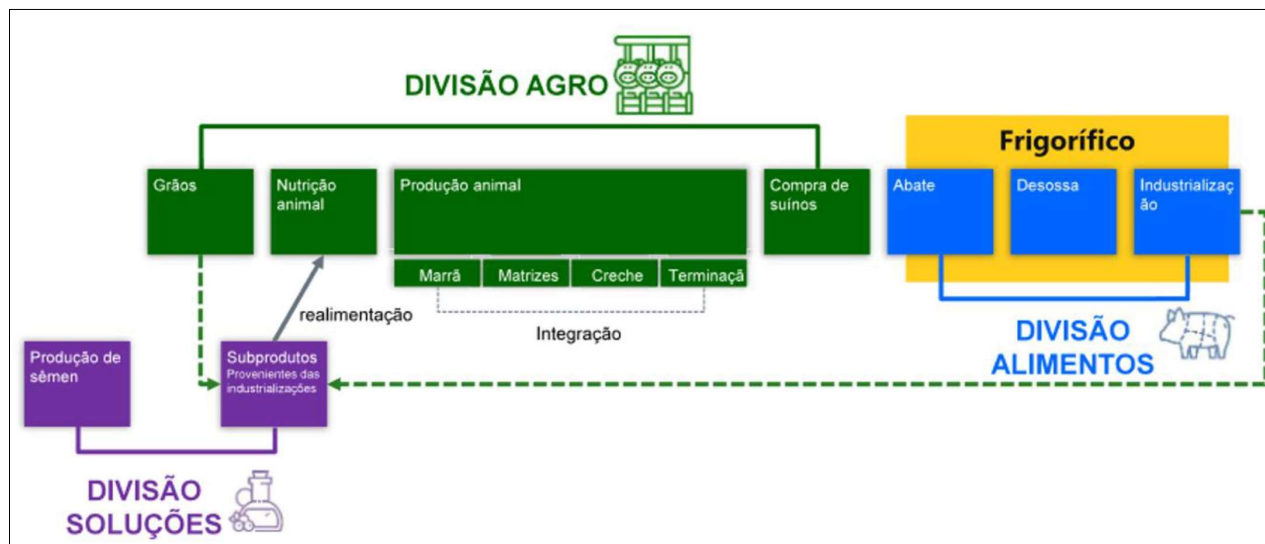 DIVISÃO AGRO
Frigorífico
Grãos
Nutrição
animal
Produção animal
Compra de
suínos
Abate
Desossa
Industrializaç
ão
Marrã
Matrizes
Creche
Terminaçã
realimentação
Integração
DIVISÃO
ALIMENTOS
Produção de
sêmen
Subprodutos
Provenientes das
industrializações
DIVISÃO
SOLUÇÕES